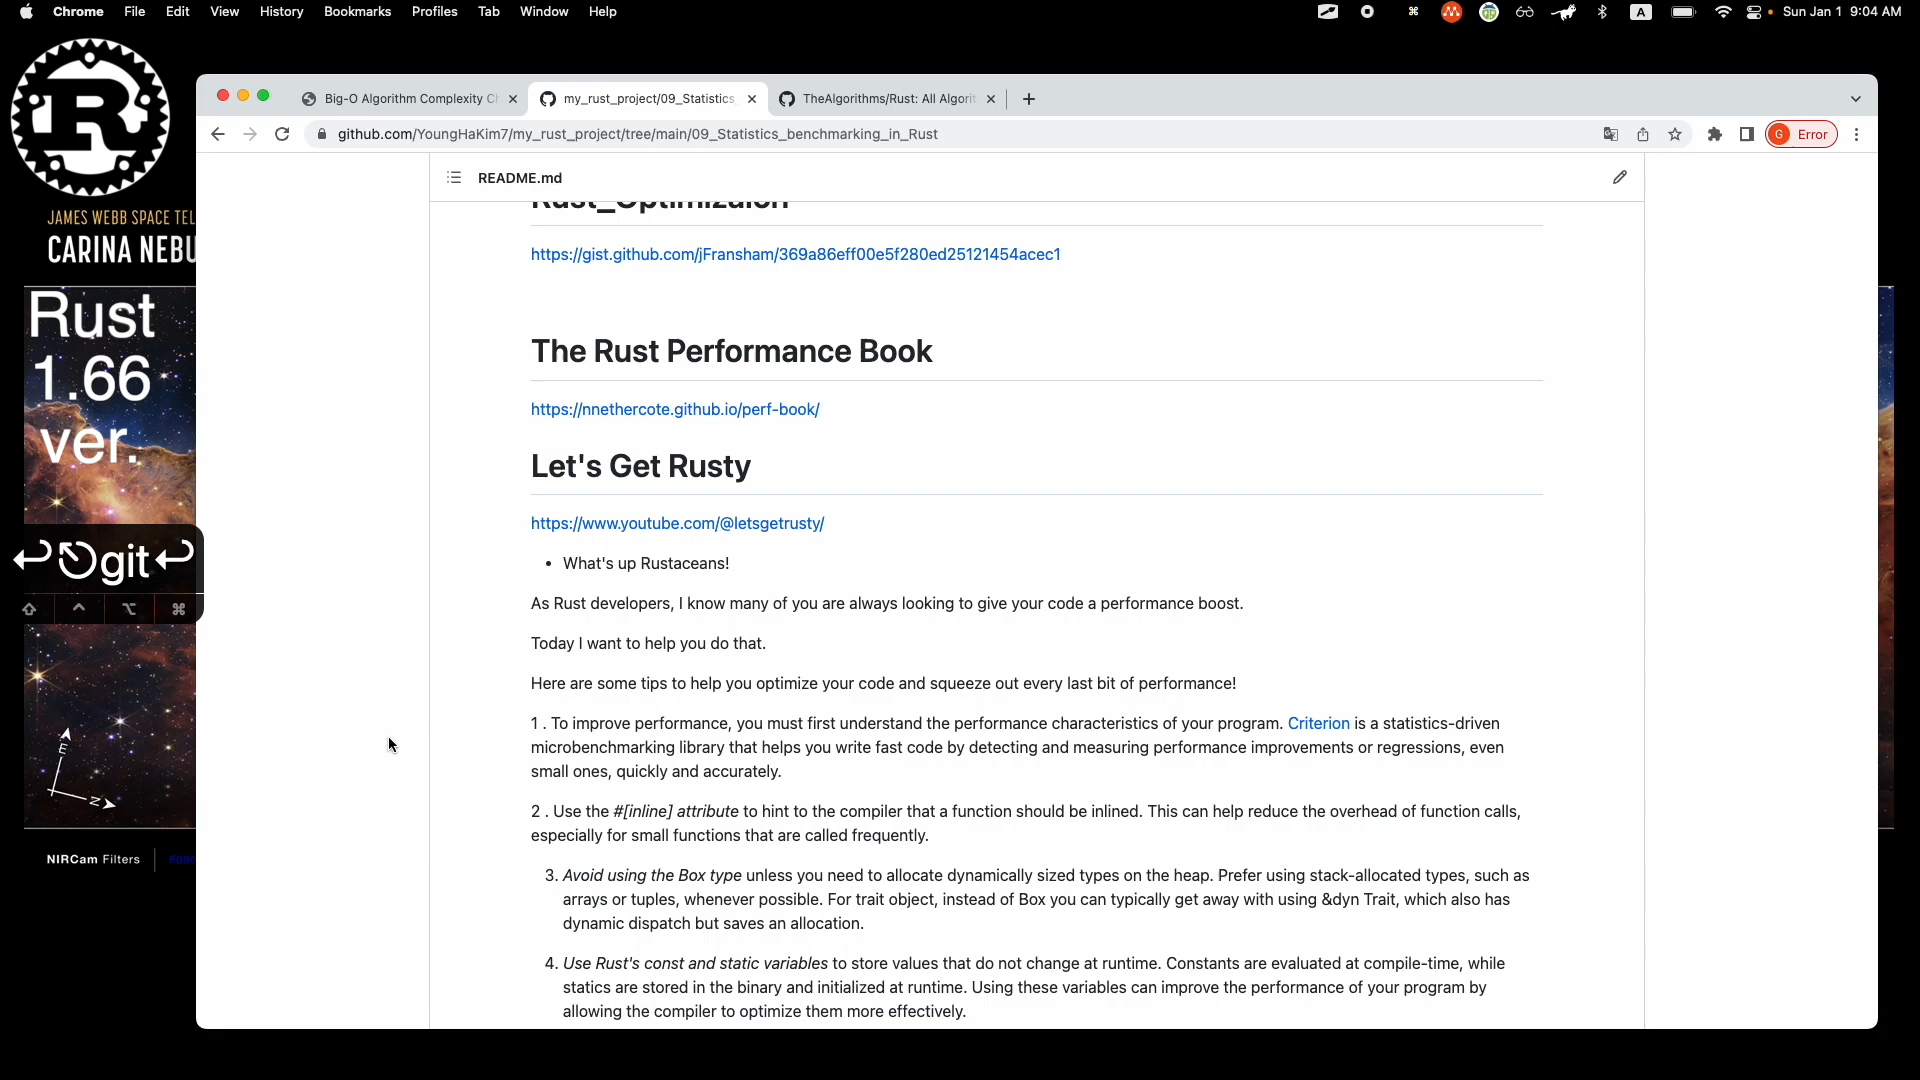 Chrome File Edit View History Bookmarks Profiles Tab Window Help
A
Sun Jan 1 9:04 AM
R
JAMES WEBB SPACE TEL
CARINA NEBU
Rust
1.66
ver.
git
E
N
NIRCam Filters
Big-O Algorithm Complexity Ch
my_rust_project/09_Statistics
TheAlgorithms/Rust: All Algorit
github.com/YoungHaKim7/my_rust_project/tree/main/09_Statistics_benchmarking_in_Rust
G Error
README.md
Rust_Optimizaion
https://gist.github.com/jFransham/369a86eff00e5f280ed25121454acec1
The Rust Performance Book
https://nnethercote.github.io/perf-book/
Let's Get Rusty
https://www.youtube.com/@letsgetrusty/
• What's up Rustaceans!
As Rust developers, I know many of you are always looking to give your code a performance boost.
Today I want to help you do that.
Here are some tips to help you optimize your code and squeeze out every last bit of performance!
1 . To improve performance, you must first understand the performance characteristics of your program. Criterion is a statistics-driven
microbenchmarking library that helps you write fast code by detecting and measuring performance improvements or regressions, even
small ones, quickly and accurately.
2 . Use the #[inline] attribute to hint to the compiler that a function should be inlined. This can help reduce the overhead of function calls,
especially for small functions that are called frequently.
3. Avoid using the Box type unless you need to allocate dynamically sized types on the heap. Prefer using stack-allocated types, such as
arrays or tuples, whenever possible. For trait object, instead of Box you can typically get away with using &dyn Trait, which also has
dynamic dispatch but saves an allocation.
4. Use Rust's const and static variables to store values that do not change at runtime. Constants are evaluated at compile-time, while
statics are stored in the binary and initialized at runtime. Using these variables can improve the performance of your program by
allowing the compiler to optimize them more effectively.